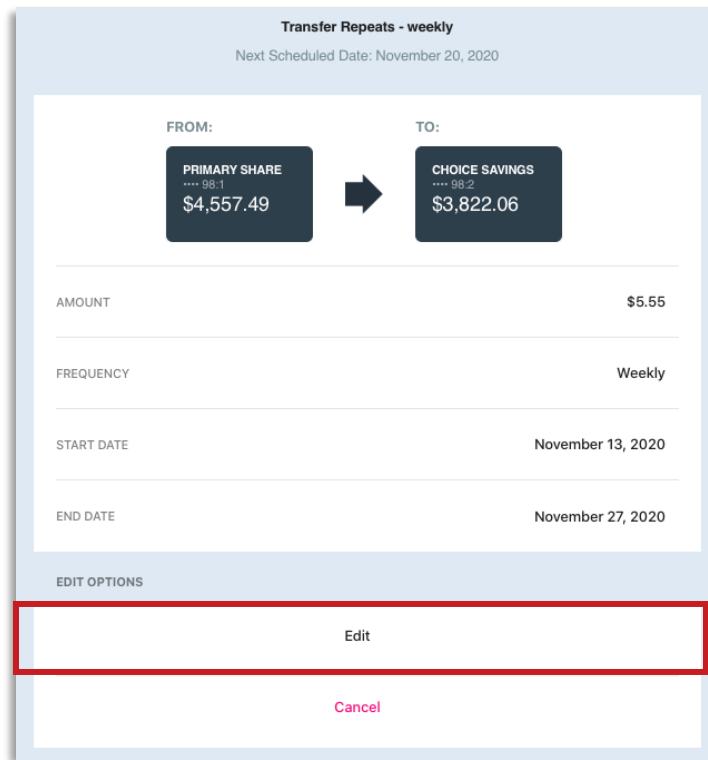 Transfer Repeats - weekly
Next Scheduled Date: November 20, 2020
FROM:
TO:
PRIMARY SHARE
•••• 98:1
$4,557.49
CHOICE SAVINGS
•••• 98:2
$3,822.06
AMOUNT $5.55
FREQUENCY Weekly
START DATE November 13, 2020
END DATE November 27, 2020
EDIT OPTIONS
Edit
Cancel